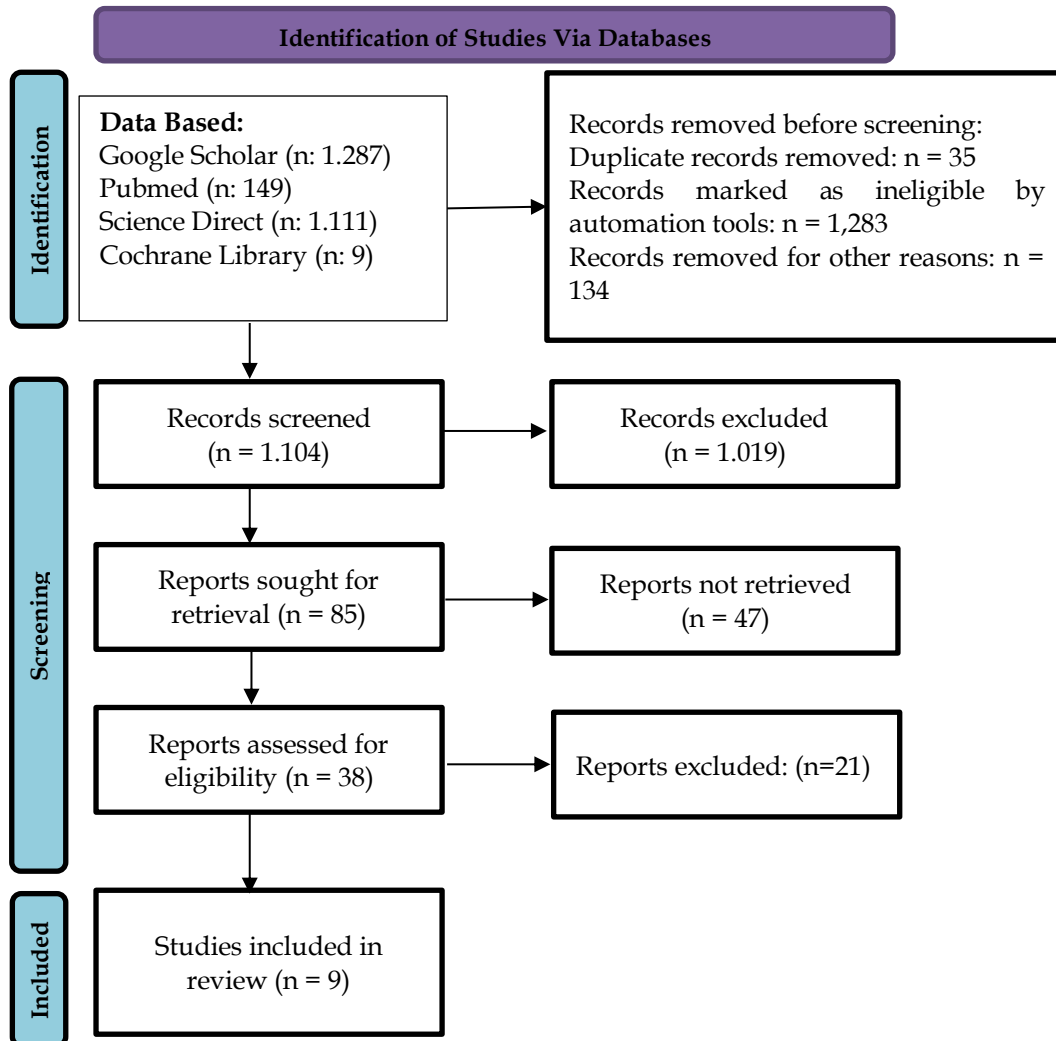 Identification of Studies Via Databases
Identification
Data Based:
Google Scholar (n: 1.287)
Pubmed (n: 149)
Science Direct (n: 1.111)
Cochrane Library (n: 9)
Records removed before screening:
Duplicate records removed: n = 35
Records marked as ineligible by
automation tools: n = 1,283
Records removed for other reasons: n =
134
Screening
Records screened
(n = 1.104)
Records excluded
(n = 1.019)
Reports sought for
retrieval (n = 85)
Reports not retrieved
(n = 47)
Reports assessed for
eligibility (n = 38)
Reports excluded: (n=21)
Included
Studies included in
review (n = 9)